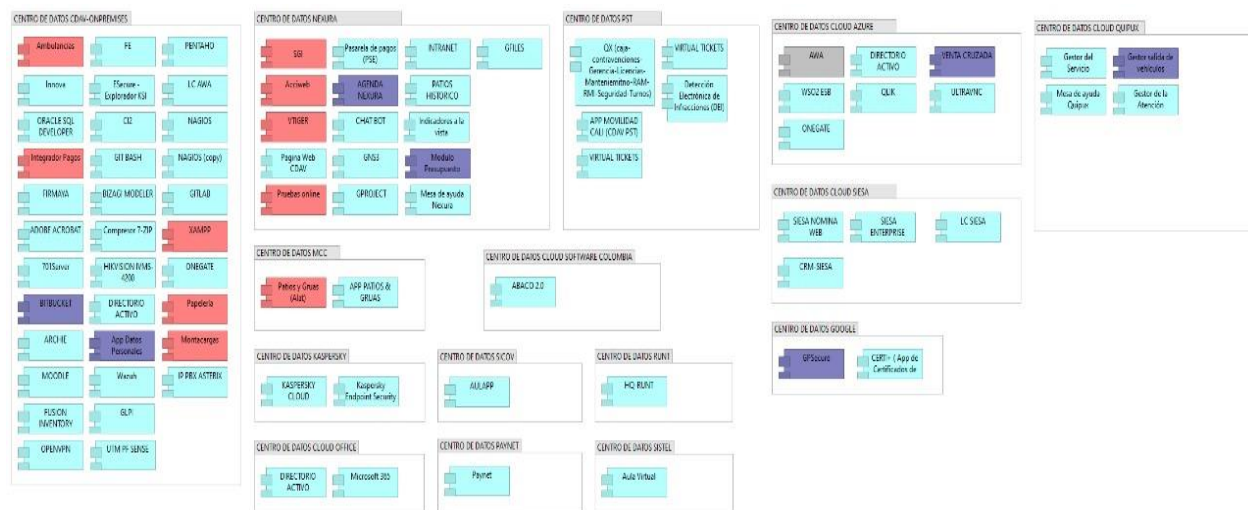 CENTRO DE DATOS CDAV-ONPREMISES
Ambulancias
FE
PENTAHO
Innova
ESecure -
Explorador KSI
LC AWA
ORACLE SQL
DEVELOPER
CI2
NAGIOS
Integrador Pagos
GIT BASH
NAGIOS (copy)
FIRMAYA
BIZAGI MODELER
GITLAB
ADOBE ACROBAT
Compresor 7-ZIP
XAMPP
701Server
HIKVISION IVMS-
4200
ONEGATE
BITBUCKET
DIRECTORIO
ACTIVO
Papeleria
ARCHIE
App Datos
Personales
Montacargas
MOODLE
Wazuh
IP PBX ASTERIX
FUSION
INVENTORY
GLPI
OPENVPN
UTM PF SENSE
CENTRO DE DATOS NEXURA
SGI
Pasarela de pagos
(PSE)
INTRANET
GFILES
Acciweb
AGENDA
NEXURA
PATIOS
HISTORICO
VTIGER
CHAT BOT
Indicadores a la
vista
Pagina Web
CDAV
GNS3
Modulo
Presupuesto
Pruebas online
GPROJECT
Mesa de ayuda
Nexura
CENTRO DE DATOS PST
QX (caja-
contravenciones-
Gerencia-Licencias-
Mantenimiento-RAM-
RMI-Seguridad-Turnos)
VIRTUAL TICKETS
Detección
Electrónica de
Infracciones (DEI)
APP MOVILIDAD
CALI (CDAV PST)
VIRTUAL TICKETS
CENTRO DE DATOS CLOUD AZURE
AWA
DIRECTORIO
ACTIVO
VENTA CRUZADA
WSO2 ESB
QLIK
ULTRAVNC
ONEGATE
CENTRO DE DATOS CLOUD QUIPUX
Gestor del
Servicio
Gestor salida de
vehículos
Mesa de ayuda
Quipux
Gestor de la
Atención
CENTRO DE DATOS CLOUD SIESA
SIESA NOMINA
WEB
SIESA
ENTERPRISE
LC SIESA
CRM-SIESA
CENTRO DE DATOS MCC
Patios y Gruas
(Alat)
APP PATIOS &
GRUAS
CENTRO DE DATOS CLOUD SOFTWARE COLOMBIA
ABACO 2.0
CENTRO DE DATOS GOOGLE
GPSecure
CERTI+ ( App de
Certificados de
CENTRO DE DATOS KASPERSKY
KASPERSKY
CLOUD
Kaspersky
Endpoint Security
CENTRO DE DATOS SICOV
AULAPP
CENTRO DE DATOS RUNT
HQ RUNT
CENTRO DE DATOS CLOUD OFFICE
DIRECTORIO
ACTIVO
Microsoft 365
CENTRO DE DATOS PAYNET
Paynet
CENTRO DE DATOS SISTEL
Aula Virtual